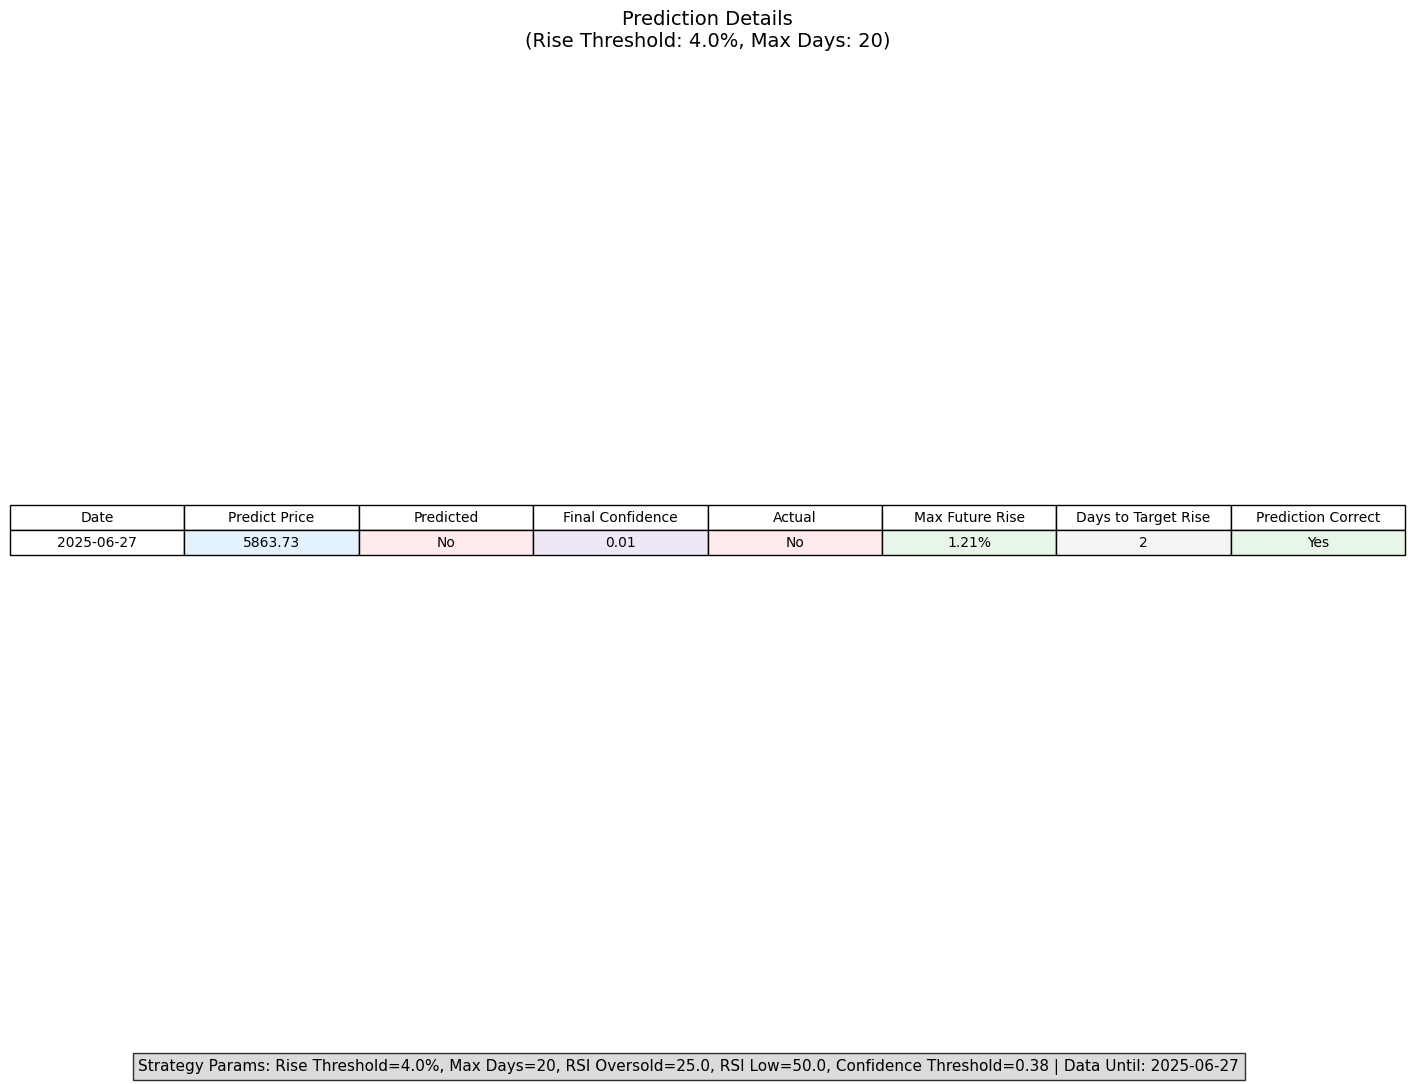 Prediction Details
(Rise Threshold: 4.0%, Max Days: 20)
Date Predict Price Predicted Final Confidence Actual Max Future Rise Days to Target Rise Prediction Correct
2025-06-27 5863.73 No 0.01 No 1.21% 2 Yes
Strategy Params: Rise Threshold=4.0%, Max Days=20, RSI Oversold=25.0, RSI Low=50.0, Confidence Threshold=0.38 | Data Until: 2025-06-27